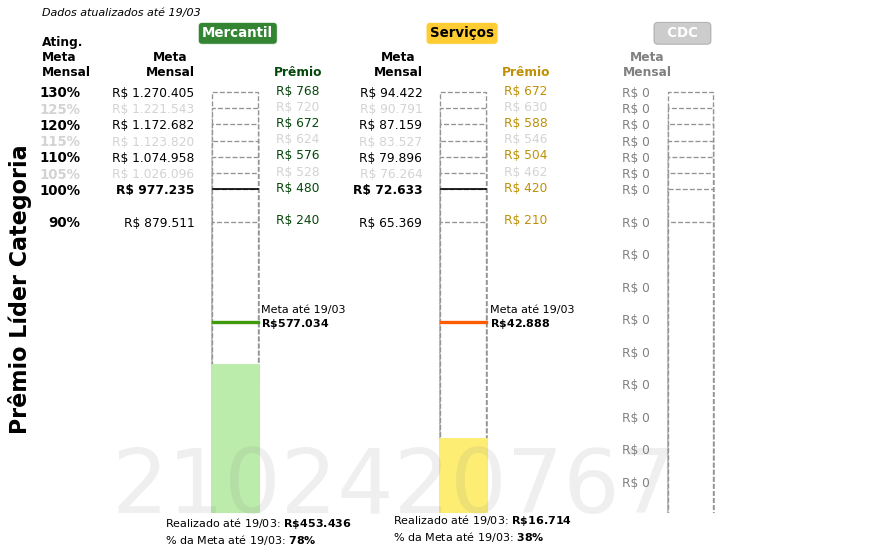 Dados atualizados até 19/03
Mercantil Serviços CDC
Ating.
Meta Meta Meta Meta
Mensal Mensal Prêmio Mensal Prêmio Mensal
130% R$ 1.270.405 R$ 768 R$ 94.422 R$ 672 R$ 0
125% R$ 1.221.543 R$ 720 R$ 90.791 R$ 630 R$ 0
120% R$ 1.172.682 R$ 672 R$ 87.159 R$ 588 R$ 0
115% R$ 1.123.820 R$ 624 R$ 83.527 R$ 546 R$ 0
110% R$ 1.074.958 R$ 576 R$ 79.896 R$ 504 R$ 0
105% R$ 1.026.096 R$ 528 R$ 76.264 R$ 462 R$ 0
100% R$ 977.235 R$ 480 R$ 72.633 R$ 420 R$ 0
90% R$ 879.511 R$ 240 R$ 65.369 R$ 210 R$ 0
R$ 0
R$ 0
Meta até 19/03 Meta até 19/03
R$577.034 R$42.888 R$ 0
R$ 0
R$ 0
R$ 0
R$ 0
R$ 0
Prêmio Líder Categoria
2102420767
Realizado até 19/03: R$453.436 Realizado até 19/03: R$16.714
% da Meta até 19/03: 78% % da Meta até 19/03: 38%